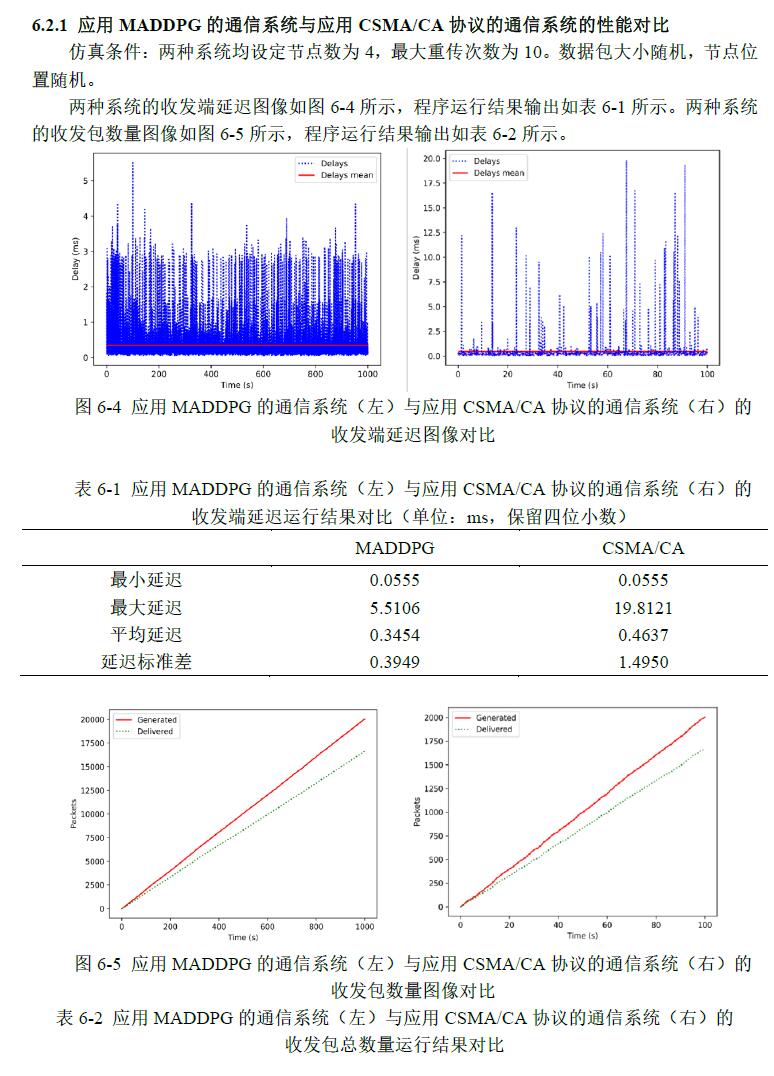 6.2.1 应用 MADDPG 的通信系统与应用 CSMA/CA 协议的通信系统的性能对比
仿真条件：两种系统均设定节点数为 4，最大重传次数为 10。数据包大小随机，节点位
置随机。
两种系统的收发端延迟图像如图 6-4 所示，程序运行结果输出如表 6-1 所示。两种系统
的收发包数量图像如图 6-5 所示，程序运行结果输出如表 6-2 所示。
Delays
Delays mean
Delay (ms)
5
4
3
2
1
0
0 200 400 600 800 1000
Time (s)
Delays
Delays mean
Delay (ms)
20.0
17.5
15.0
12.5
10.0
7.5
5.0
2.5
0.0
0 20 40 60 80 100
Time (s)
图 6-4 应用 MADDPG 的通信系统（左）与应用 CSMA/CA 协议的通信系统（右）的
收发端延迟图像对比
表 6-1 应用 MADDPG 的通信系统（左）与应用 CSMA/CA 协议的通信系统（右）的
收发端延迟运行结果对比（单位：ms，保留四位小数）
MADDPG CSMA/CA
最小延迟 0.0555 0.0555
最大延迟 5.5106 19.8121
平均延迟 0.3454 0.4637
延迟标准差 0.3949 1.4950
Generated
Delivered
Packets
20000
17500
15000
12500
10000
7500
5000
2500
0
0 200 400 600 800 1000
Time (s)
Generated
Delivered
Packets
2000
1750
1500
1250
1000
750
500
250
0
0 20 40 60 80 100
Time (s)
图 6-5 应用 MADDPG 的通信系统（左）与应用 CSMA/CA 协议的通信系统（右）的
收发包数量图像对比
表 6-2 应用 MADDPG 的通信系统（左）与应用 CSMA/CA 协议的通信系统（右）的
收发包总数量运行结果对比